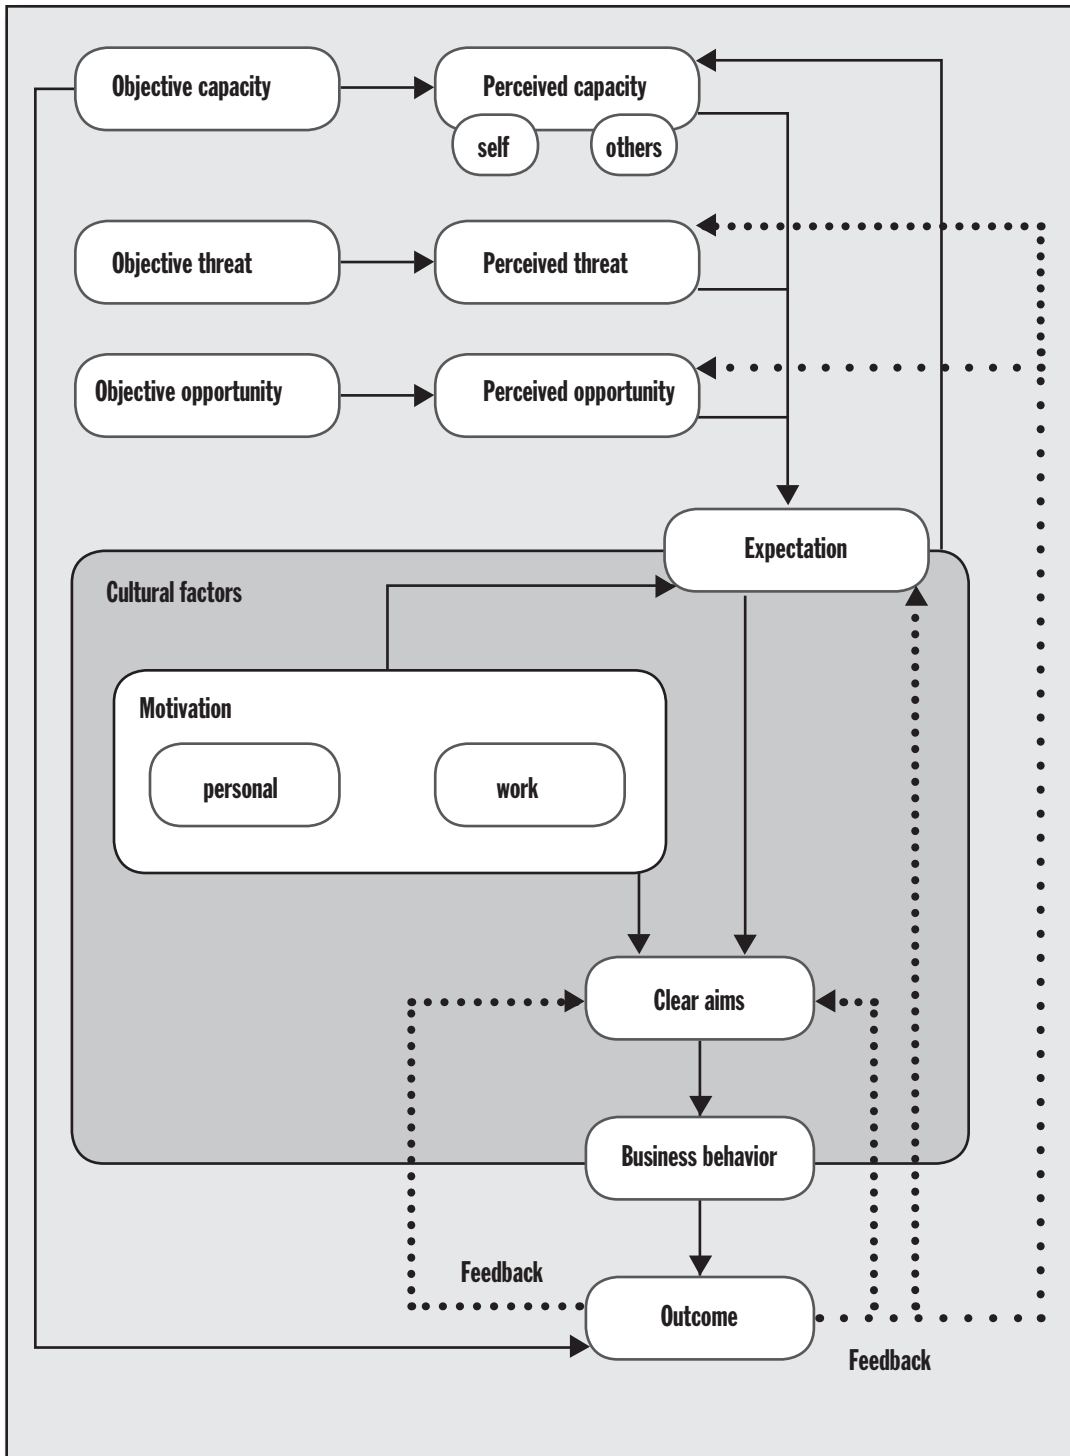 Objective capacity
Perceived capacity
self
others
Objective threat
Perceived threat
Objective opportunity
Perceived opportunity
Expectation
Cultural factors
Motivation
personal
work
Clear aims
Business behavior
Feedback
Outcome
Feedback